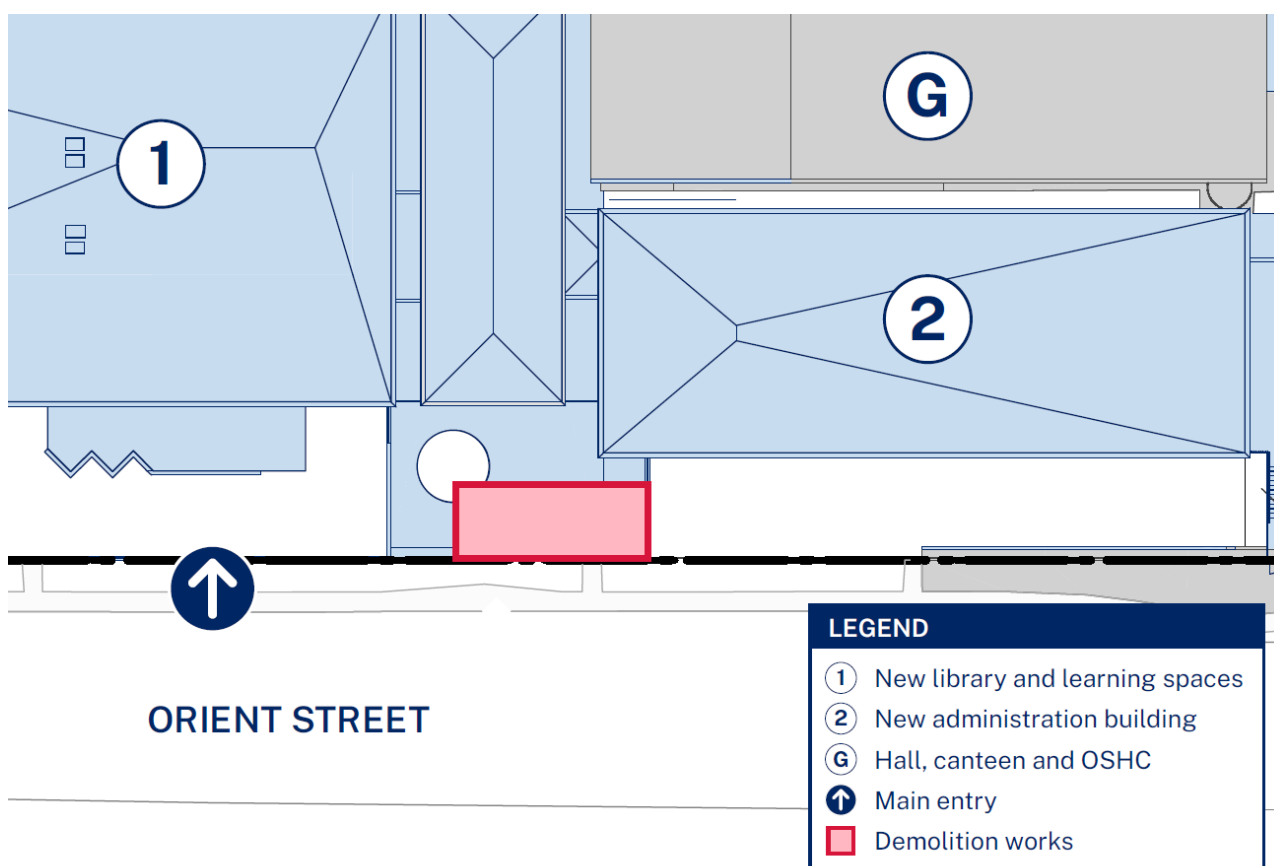 G
1
2
ORIENT STREET
LEGEND
1 New library and learning spaces
2 New administration building
G Hall, canteen and OSHC
Main entry
Demolition works